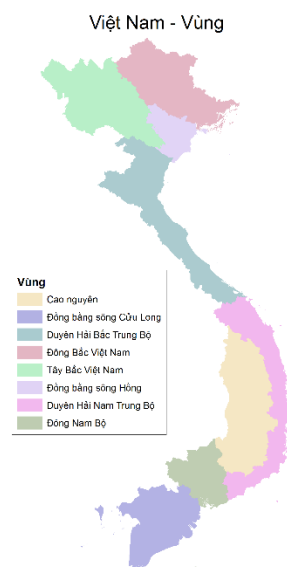 Việt Nam - Vùng
Vùng
Cao nguyên
Đồng bằng sông Cửu Long
Duyên Hải Bắc Trung Bộ
Đông Bắc Việt Nam
Tây Bắc Việt Nam
Đồng bằng sông Hồng
Duyên Hải Nam Trung Bộ
Đông Nam Bộ